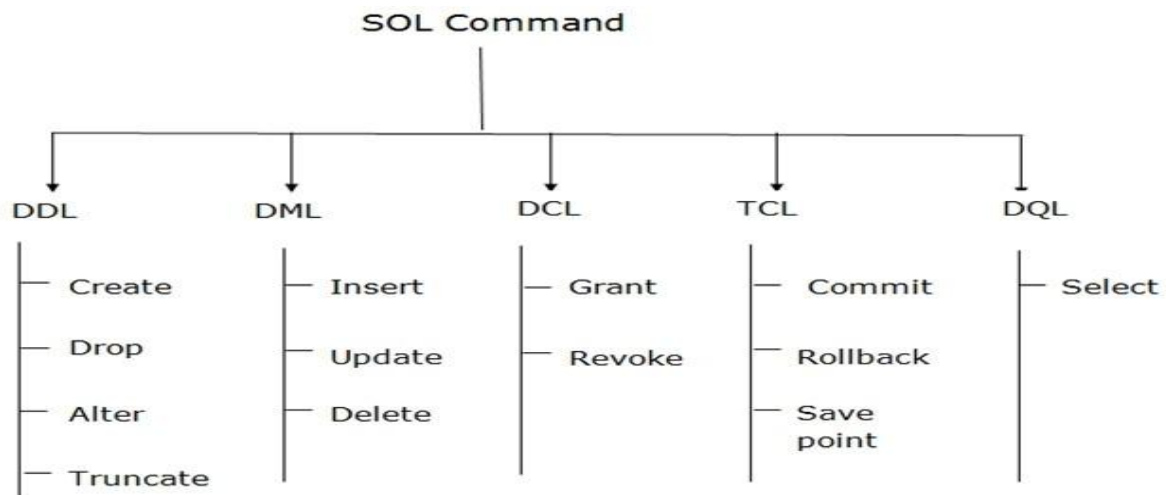 SOL Command
DDL
DML
DCL
TCL
DQL
Create
Insert
Grant
Commit
Select
Drop
Update
Revoke
Rollback
Alter
Delete
Save
point
Truncate